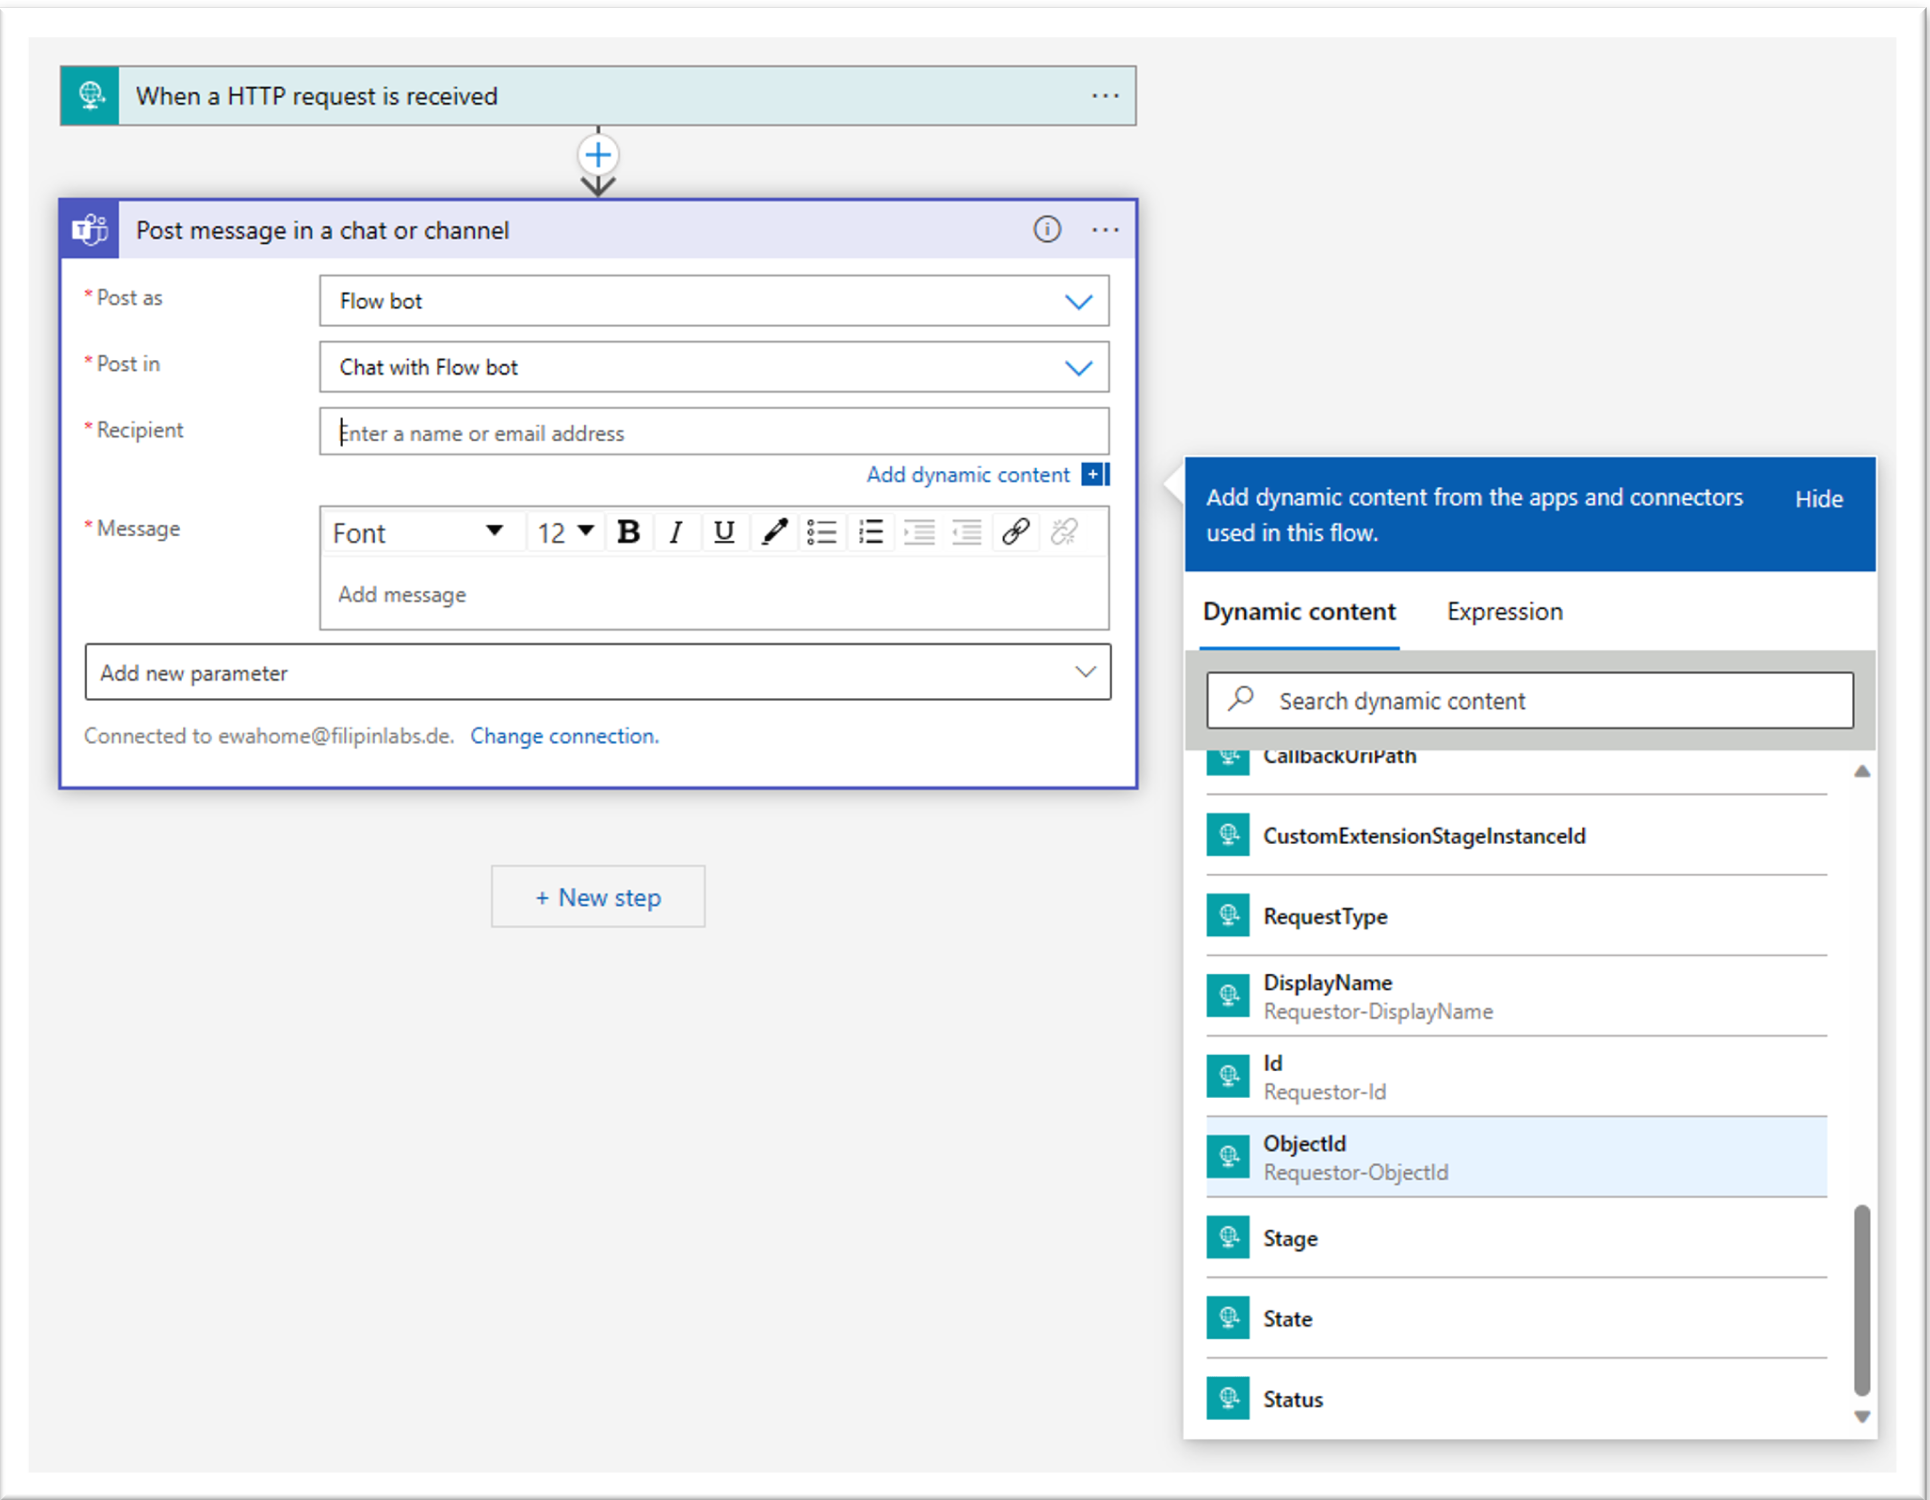 When a HTTP request is received
Post message in a chat or channel
* Post as
Flow bot
* Post in
Chat with Flow bot
* Recipient
Enter a name or email address
Add dynamic content
* Message
Font
12
B I U
Add message
Add new parameter
Connected to ewahome@filipinlabs.de. Change connection.
+ New step
Add dynamic content from the apps and connectors
used in this flow.
Hide
Dynamic content Expression
Search dynamic content
CallbackUriPath
CustomExtensionStageInstanceId
RequestType
DisplayName
Requestor-DisplayName
Id
Requestor-Id
ObjectId
Requestor-ObjectId
Stage
State
Status